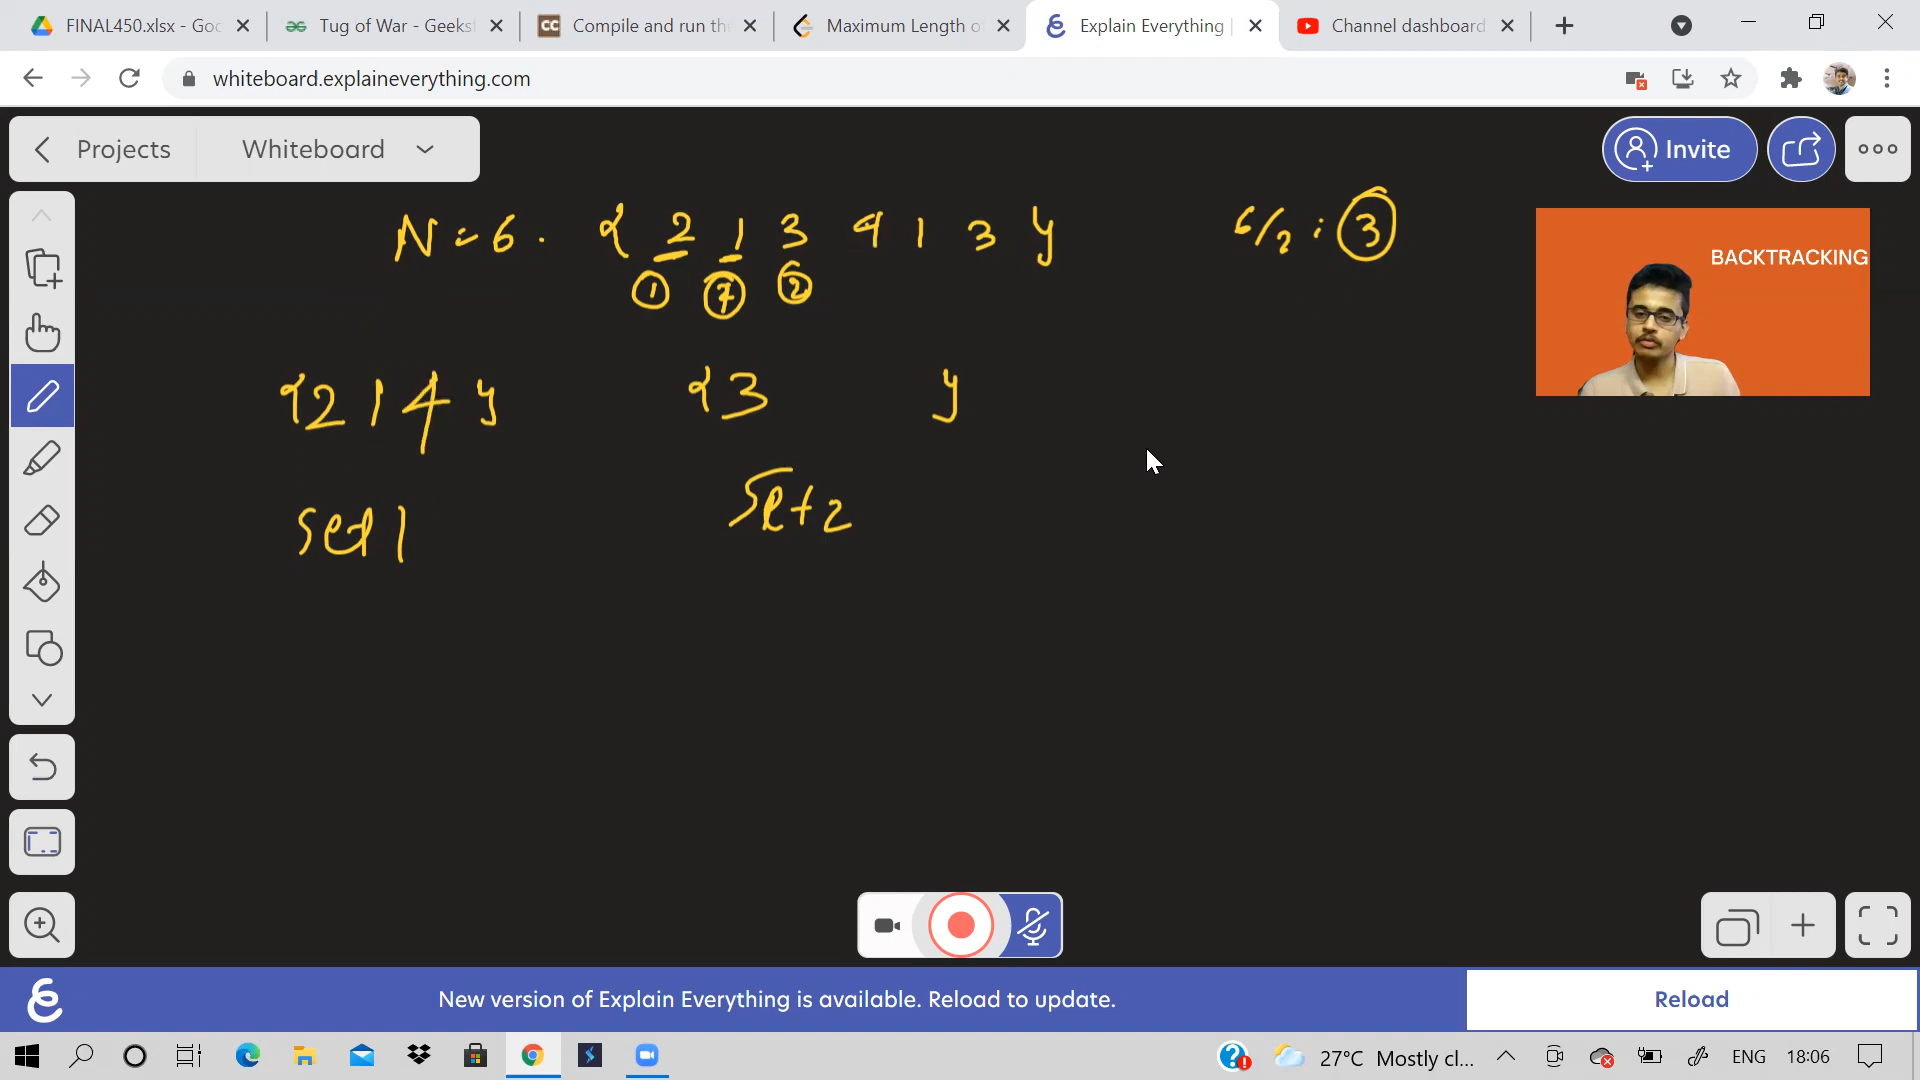 FINAL450.xlsx - Goo
Tug of War - Geeksf
Compile and run the
Maximum Length of
Explain Everything |
Channel dashboard
whiteboard.explaineverything.com
Projects
Whiteboard
Invite
N = 6 . { 2 1 3 4 1 3 }
6/2 : 3
1 7 2
BACKTRACKING
{ 2 1 4 }
{ 3 }
Set 1
Set 2
New version of Explain Everything is available. Reload to update.
Reload
27°C Mostly cl...
ENG
18:06